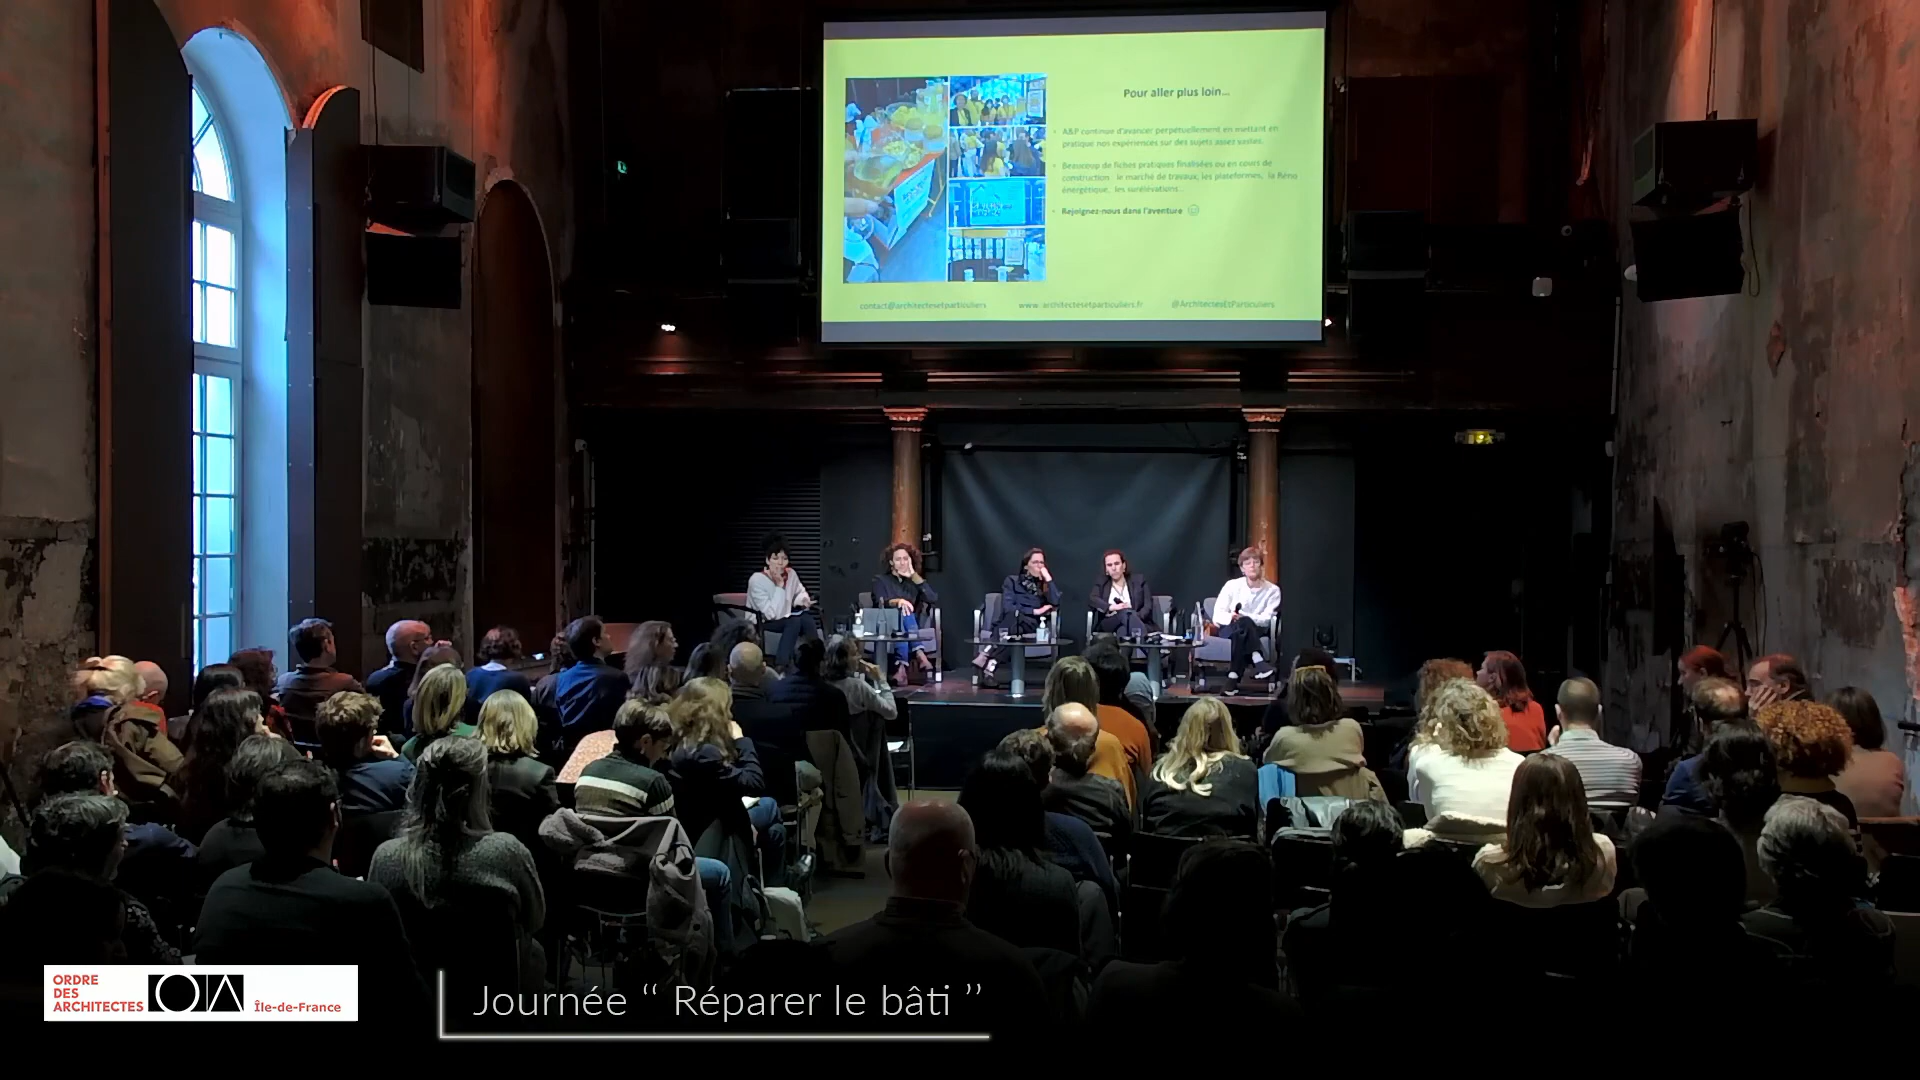 Pour aller plus loin...
• A&P continue d'avancer perpétuellement en mettant en
pratique nos expériences sur des sujets assez vastes.
• Beaucoup de fiches pratiques finalisées ou en cours de
construction : le marché de travaux, les plateformes, la Réno
énergétique, les surélévations...
• Rejoignez-nous dans l'aventure ☺
contact@architectesetparticuliers
www.architectesetparticuliers.fr
@ArchitectesEtParticuliers
ORDRE
DES
ARCHITECTES
Île-de-France
Journée “ Réparer le bâti ”